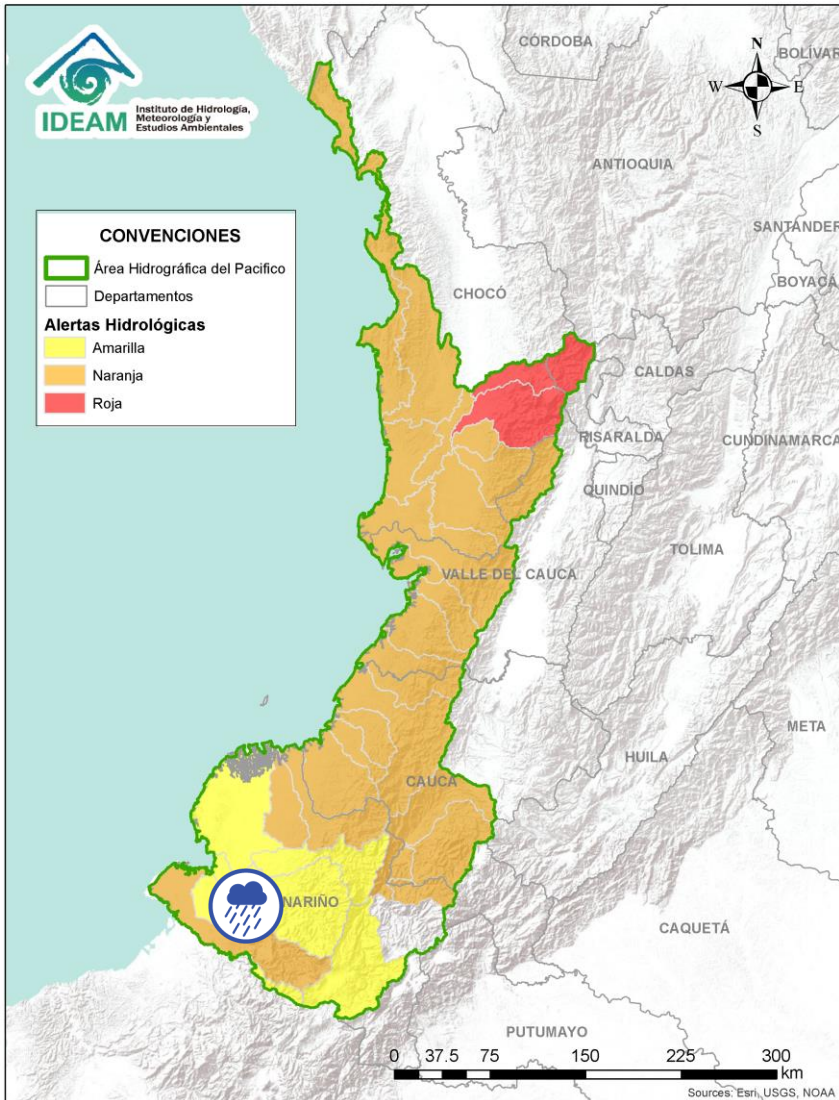 IDEAM
Instituto de Hidrología,
Meteorología y
Estudios Ambientales
CÓRDOBA
BOLÍVAR
N
W
E
S
ANTIOQUIA
SANTANDER
CONVENCIONES
Área Hidrográfica del Pacifico
Departamentos
Alertas Hidrológicas
Amarilla
Naranja
Roja
BOYACÁ
CHOCÓ
CALDAS
RISARALDA
CUNDINAMARCA
QUINDÍO
TOLIMA
VALLE DEL CAUCA
META
HUILA
CAUCA
NARIÑO
CAQUETÁ
PUTUMAYO
0 37.5 75 150 225 300
km
Sources: Esri, USGS, NOAA